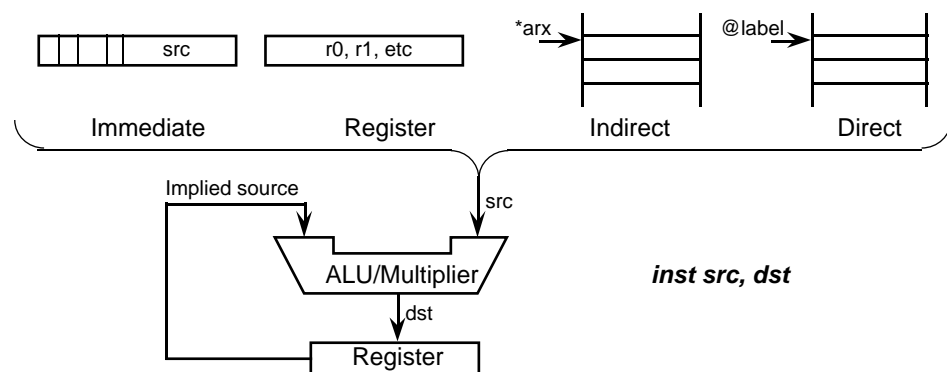 *arx
@label
src
r0, r1, etc
Immediate
Register
Indirect
Direct
Implied source
src
ALU/Multiplier
inst src, dst
dst
Register